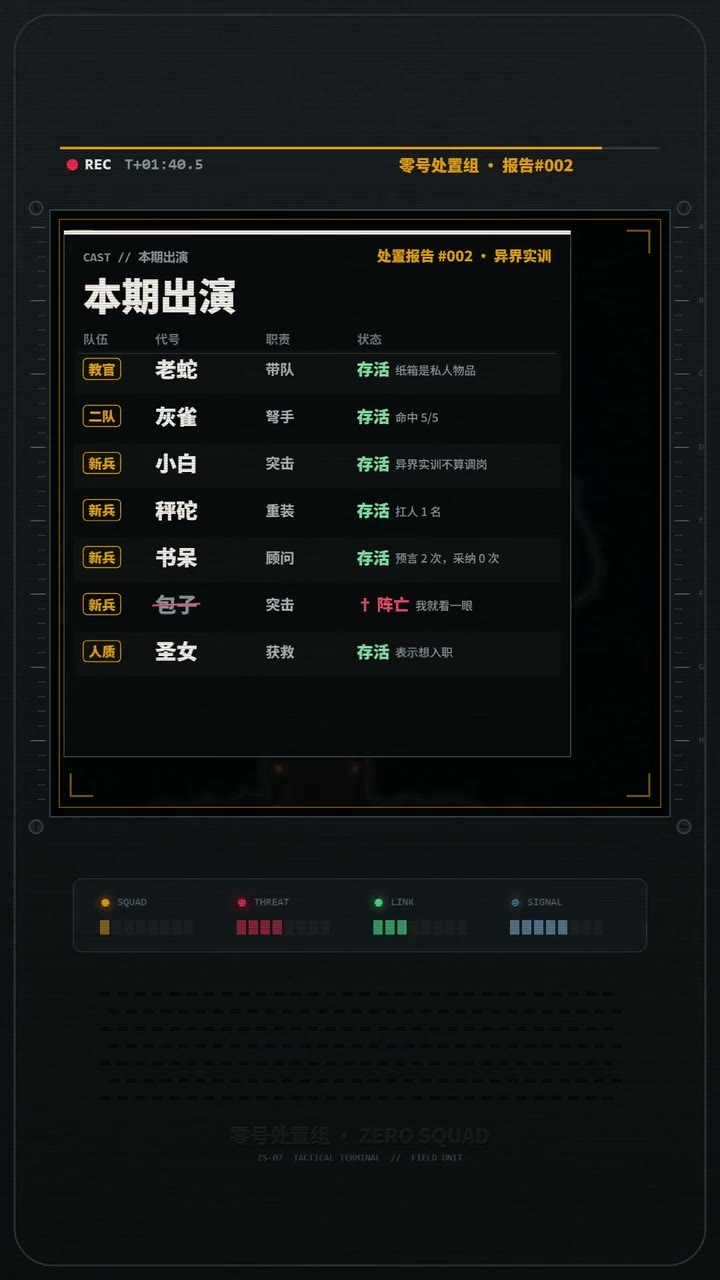 REC T+01:40.5 零号处置组 · 报告#002
CAST // 本期出演 处置报告 #002 · 异界实训
本期出演
队伍 代号 职责 状态
教官 老蛇 带队 存活 纸箱是私人物品
二队 灰雀 弩手 存活 命中 5/5
新兵 小白 突击 存活 异界实训不算调岗
新兵 秤砣 重装 存活 扛人 1 名
新兵 书呆 顾问 存活 预言 2 次，采纳 0 次
新兵 包子 突击 † 阵亡 我就看一眼
人质 圣女 获救 存活 表示想入职
A
B
C
D
E
F
G
H
SQUAD THREAT LINK SIGNAL
零号处置组 · ZERO SQUAD
ZS-07 TACTICAL TERMINAL // FIELD UNIT